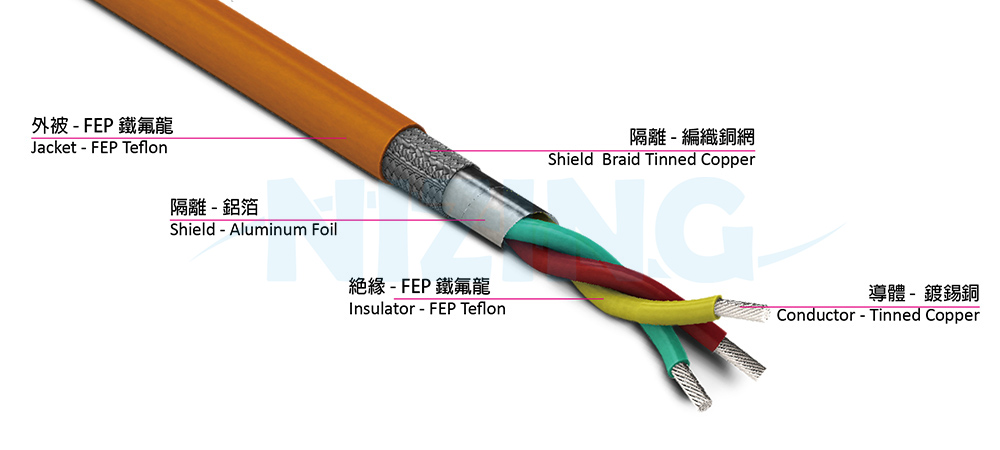 外被 - FEP 鐵氟龍
Jacket - FEP Teflon
隔離 - 編織銅網
Shield Braid Tinned Copper
隔離 - 鋁箔
Shield - Aluminum Foil
絕緣 - FEP 鐵氟龍
Insulator - FEP Teflon
導體 - 鍍錫銅
Conductor - Tinned Copper
NIZING